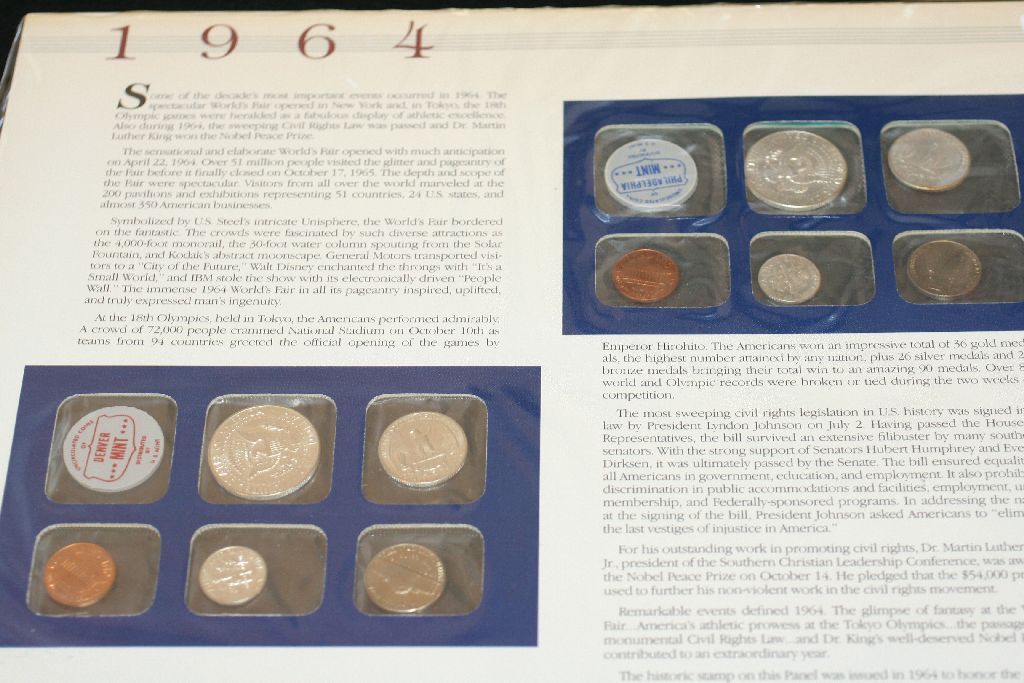 1964
Some of the decade's most important events occurred in 1964. The
spectacular World's Fair opened in New York and, in Tokyo, the 18th
Olympic games were heralded as a fabulous display of athletic excellence.
Also during 1964, the sweeping Civil Rights Law was passed and Dr. Martin
Luther King won the Nobel Peace Prize.
The sensational and elaborate World's Fair opened with much anticipation
on April 22, 1964. Over 51 million people visited the glitter and pageantry of
the Fair before it finally closed on October 17, 1965. The depth and scope of
the Fair were spectacular. Visitors from all over the world marveled at the
200 pavilions and exhibitions representing 51 countries, 24 U.S. states, and
almost 350 American businesses.
Symbolized by U.S. Steel's intricate Unisphere, the World's Fair bordered
on the fantastic. The crowds were fascinated by such diverse attractions as
the 4,000-foot monorail, the 30-foot water column spouting from the Solar
Fountain, and Kodak's abstract moonscape. General Motors transported visi-
tors to a "City of the Future," Walt Disney enchanted the throngs with "It's a
Small World," and IBM stole the show with its electronically driven "People
Wall." The immense 1964 World's Fair in all its pageantry inspired, uplifted,
and truly expressed man's ingenuity.
At the 18th Olympics, held in Tokyo, the Americans performed admirably.
A crowd of 72,000 people crammed National Stadium on October 10th as
teams from 94 countries greeted the official opening of the games by
UNCIRCULATED COINS
OF
DENVER
MINT
DISTRIBUTED
BY
U S MINT
UNCIRCULATED COINS
OF
PHILADELPHIA
MINT
DISTRIBUTED
BY
U S MINT
Emperor Hirohito. The Americans won an impressive total of 36 gold med-
als, the highest number attained by any nation, plus 26 silver medals and 2
bronze medals bringing their total win to an amazing 90 medals. Over 8
world and Olympic records were broken or tied during the two weeks
competition.
The most sweeping civil rights legislation in U.S. history was signed in
law by President Lyndon Johnson on July 2. Having passed the House
Representatives, the bill survived an extensive filibuster by many south
senators. With the strong support of Senators Hubert Humphrey and Eve
Dirksen, it was ultimately passed by the Senate. The bill ensured equalit
all Americans in government, education, and employment. It also prohib
discrimination in public accommodations and facilities, employment, u
membership, and Federally-sponsored programs. In addressing the na
at the signing of the bill, President Johnson asked Americans to "elim
the last vestiges of injustice in America."
For his outstanding work in promoting civil rights, Dr. Martin Luther
Jr., president of the Southern Christian Leadership Conference, was aw
the Nobel Peace Prize on October 14. He pledged that the $54,000 pr
used to further his non-violent work in the civil rights movement.
Remarkable events defined 1964. The glimpse of fantasy at the
Fair...America's athletic prowess at the Tokyo Olympics...the passage
monumental Civil Rights Law...and Dr. King's well-deserved Nobel
contributed to an extraordinary year.
The historic stamp on this Panel was issued in 1964 to honor the